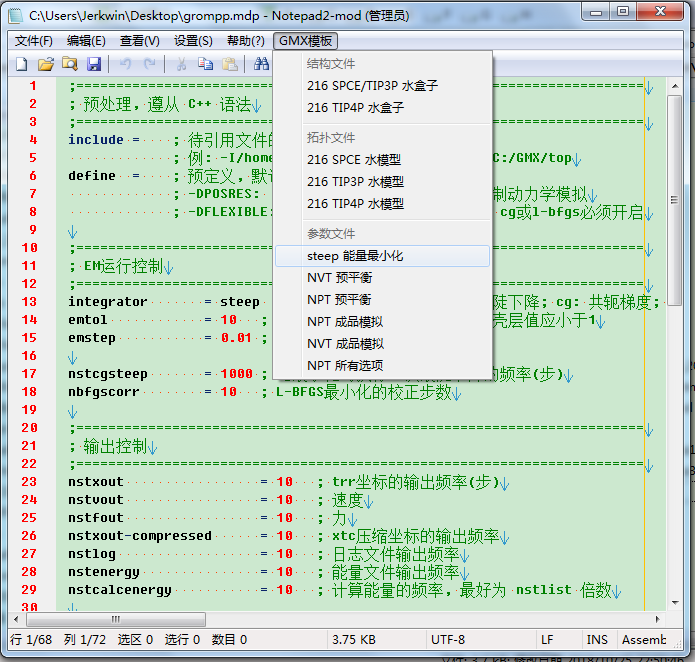 C:\Users\Jerkwin\Desktop\grompp.mdp - Notepad2-mod (管理员)
文件(F) 编辑(E) 查看(V) 设置(S) 帮助(?) GMX模板
结构文件
216 SPCE/TIP3P 水盒子
216 TIP4P 水盒子
拓扑文件
216 SPCE 水模型
216 TIP3P 水模型
216 TIP4P 水模型
参数文件
steep 能量最小化
NVT 预平衡
NPT 预平衡
NPT 成品模拟
NVT 成品模拟
NPT 所有选项
1 ;=============================================================↓
2 ; 预处理, 遵从 C++ 语法↓
3 ;=============================================================↓
4 include = ; 待引用文件的
5 ; 例: -I/home C:/GMX/top↓
6 define = ; 预定义, 默认
7 ; -DPOSRES: 制动力学模拟↓
8 ; -DFLEXIBLE: cg或l-bfgs必须开启↓
9 ↓
10 ;=============================================================↓
11 ; EM运行控制↓
12 ;=============================================================↓
13 integrator = steep 陡下降; cg: 共轭梯度;
14 emtol = 10 ; 壳层值应小于1↓
15 emstep = 0.01 ;
16 ↓
17 nstcgsteep = 1000 ; 的频率(步)↓
18 nbfgscorr = 10 ; L-BFGS最小化的校正步数↓
19 ↓
20 ;=============================================================↓
21 ; 输出控制↓
22 ;=============================================================↓
23 nstxout = 10 ; trr坐标的输出频率(步)↓
24 nstvout = 10 ; 速度↓
25 nstfout = 10 ; 力↓
26 nstxout-compressed = 10 ; xtc压缩坐标的输出频率↓
27 nstlog = 10 ; 日志文件输出频率↓
28 nstenergy = 10 ; 能量文件输出频率↓
29 nstcalcenergy = 10 ; 计算能量的频率, 最好为 nstlist 倍数↓
30 ↓
行 1/68 列 1/72 选区 0 选行 0 数目 0 3.75 KB UTF-8 LF INS Assemb